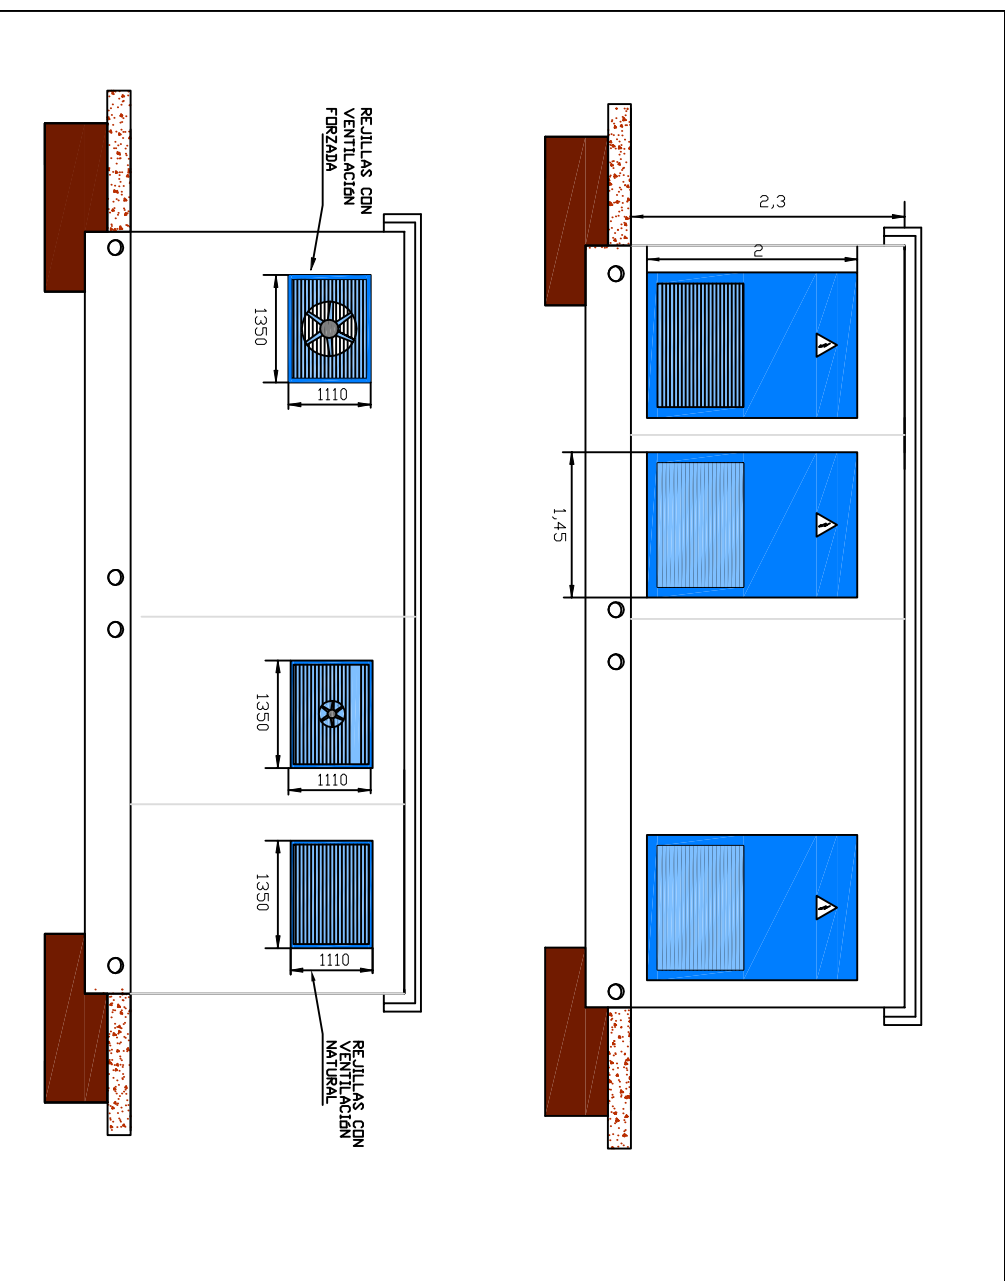 REJILLAS CON
VENTILACIÓN
FORZADA
1350
1110
1350
1110
1350
1110
REJILLAS CON
VENTILACIÓN
NATURAL
2,3
2
1,45